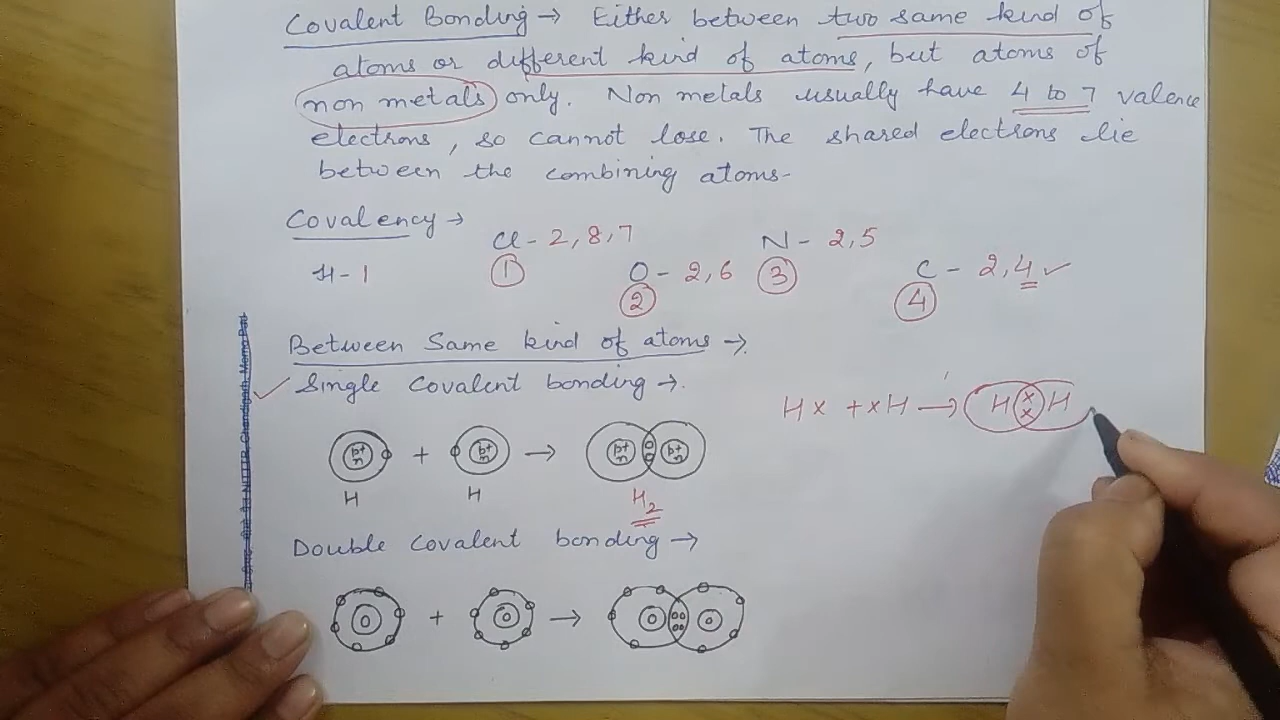 Covalent Bonding → Either between two same kind of
atoms or different kind of atoms, but atoms of
non metals only. Non metals usually have 4 to 7 valence
electrons, so cannot lose. The shared electrons lie
between the combining atoms-
Covalency →
H - 1
Cl - 2, 8, 7
1
O - 2, 6
2
N - 2, 5
3
C - 2, 4 ✓
4
Between Same kind of atoms →.
✓ Single Covalent bonding →.
Hx + xH → H x x H
p+ n + p+ n → p+ n p+ n
H H H2
Double Covalent bonding →
O + O → O O